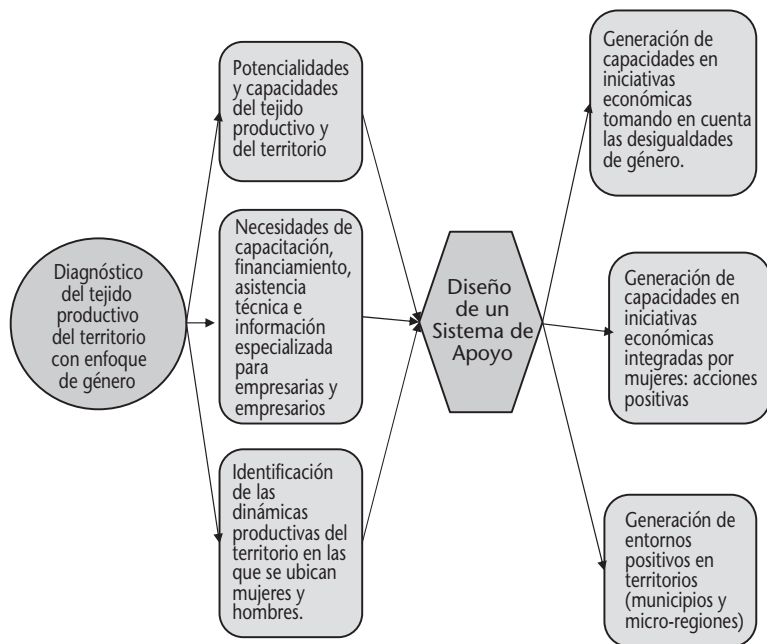 Diagnóstico
del tejido
productivo
del territorio
con enfoque
de género
Potencialidades
y capacidades
del tejido
productivo y
del territorio
Necesidades de
capacitación,
financiamiento,
asistencia
técnica e
información
especializada
para
empresarias y
empresarios
Identificación
de las
dinámicas
productivas del
territorio en las
que se ubican
mujeres y
hombres.
Diseño
de un
Sistema de
Apoyo
Generación de
capacidades en
iniciativas
económicas
tomando en cuenta
las desigualdades
de género.
Generación de
capacidades en
iniciativas
económicas
integradas por
mujeres: acciones
positivas
Generación de
entornos
positivos en
territorios
(municipios y
micro-regiones)